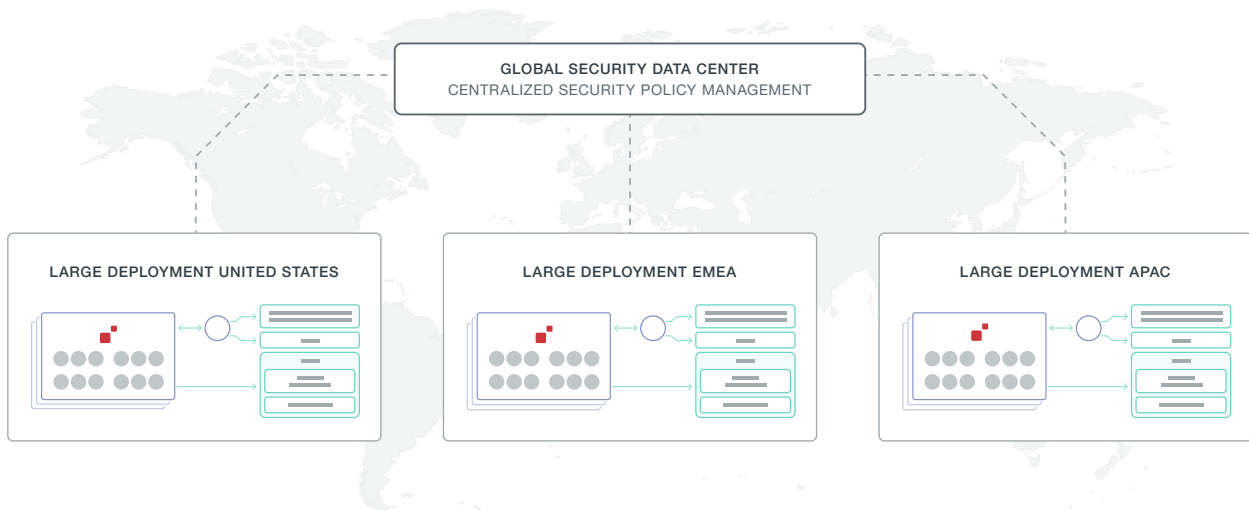 GLOBAL SECURITY DATA CENTER
CENTRALIZED SECURITY POLICY MANAGEMENT
LARGE DEPLOYMENT UNITED STATES
LARGE DEPLOYMENT EMEA
LARGE DEPLOYMENT APAC